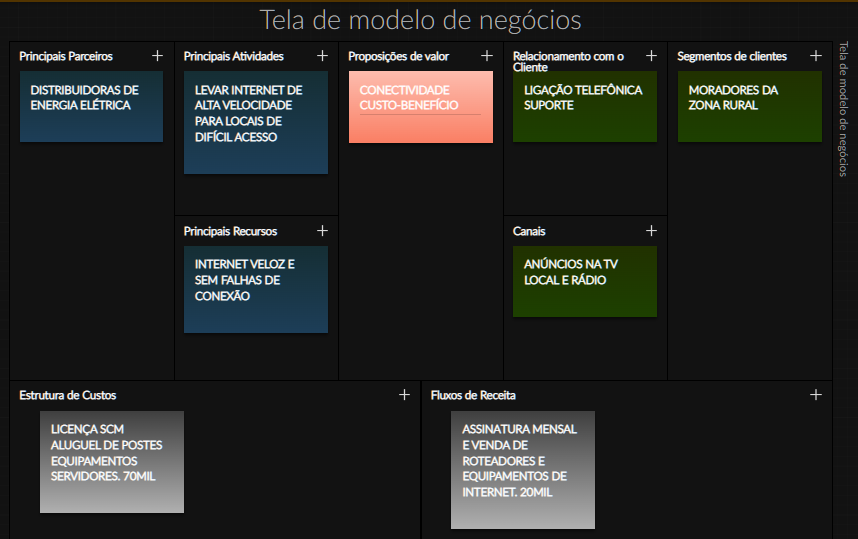 Tela de modelo de negócios
Principais Parceiros +
DISTRIBUIDORAS DE
ENERGIA ELÉTRICA
Principais Atividades +
LEVAR INTERNET DE
ALTA VELOCIDADE
PARA LOCAIS DE
DIFÍCIL ACESSO
Principais Recursos +
INTERNET VELOZ E
SEM FALHAS DE
CONEXÃO
Proposições de valor +
CONECTIVIDADE
CUSTO-BENEFÍCIO
Relacionamento com o +
Cliente
LIGAÇÃO TELEFÔNICA
SUPORTE
Canais +
ANÚNCIOS NA TV
LOCAL E RÁDIO
Segmentos de clientes +
MORADORES DA
ZONA RURAL
Estrutura de Custos +
LICENÇA SCM
ALUGUEL DE POSTES
EQUIPAMENTOS
SERVIDORES. 70MIL
Fluxos de Receita +
ASSINATURA MENSAL
E VENDA DE
ROTEADORES E
EQUIPAMENTOS DE
INTERNET. 20MIL
Tela de modelo de negócios